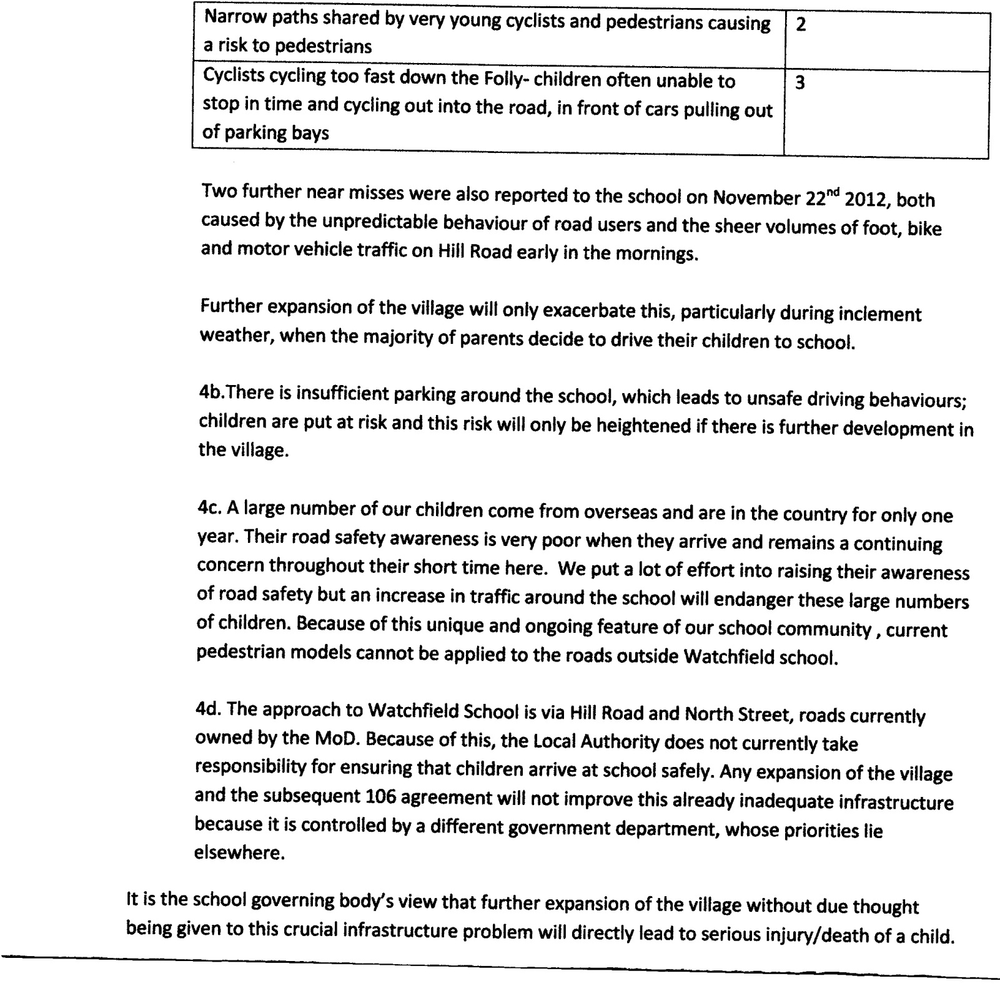 Narrow paths shared by very young cyclists and pedestrians causing 2
a risk to pedestrians
Cyclists cycling too fast down the Folly- children often unable to 3
stop in time and cycling out into the road, in front of cars pulling out
of parking bays
Two further near misses were also reported to the school on November 22nd 2012, both
caused by the unpredictable behaviour of road users and the sheer volumes of foot, bike
and motor vehicle traffic on Hill Road early in the mornings.
Further expansion of the village will only exacerbate this, particularly during inclement
weather, when the majority of parents decide to drive their children to school.
4b.There is insufficient parking around the school, which leads to unsafe driving behaviours;
children are put at risk and this risk will only be heightened if there is further development in
the village.
4c. A large number of our children come from overseas and are in the country for only one
year. Their road safety awareness is very poor when they arrive and remains a continuing
concern throughout their short time here.  We put a lot of effort into raising their awareness
of road safety but an increase in traffic around the school will endanger these large numbers
of children. Because of this unique and ongoing feature of our school community , current
pedestrian models cannot be applied to the roads outside Watchfield school.
4d. The approach to Watchfield School is via Hill Road and North Street, roads currently
owned by the MoD. Because of this, the Local Authority does not currently take
responsibility for ensuring that children arrive at school safely. Any expansion of the village
and the subsequent 106 agreement will not improve this already inadequate infrastructure
because it is controlled by a different government department, whose priorities lie
elsewhere.
It is the school governing body's view that further expansion of the village without due thought
being given to this crucial infrastructure problem will directly lead to serious injury/death of a child.